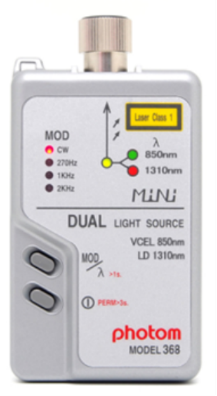 Laser Class 1
λ
MOD
CW
270Hz
1KHz
2KHz
850nm
1310nm
MiNi
DUAL LIGHT SOURCE
VCEL 850nm
LD 1310nm
MOD/λ >1s.
PERM>3s.
photom
MODEL 368